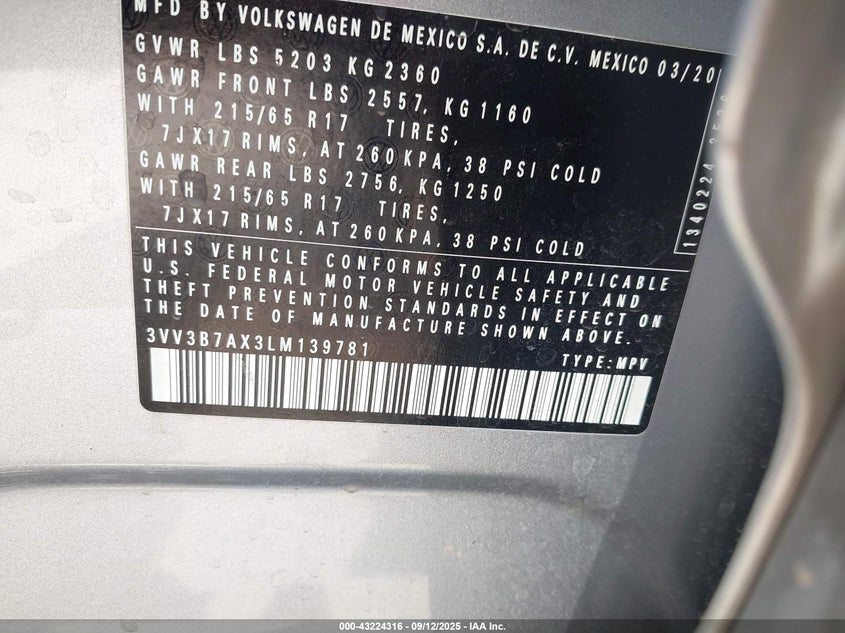 MFD BY VOLKSWAGEN DE MEXICO S.A. DE C.V. MEXICO 03/20
GVWR LBS 5203 KG 2360
GAWR FRONT LBS 2557, KG 1160
WITH 215/65 R17 TIRES,
7JX17 RIMS, AT 260 KPA, 38 PSI COLD
GAWR REAR LBS 2756, KG 1250
WITH 215/65 R17 TIRES,
7JX17 RIMS, AT 260 KPA, 38 PSI COLD
THIS VEHICLE CONFORMS TO ALL APPLICABLE
U.S. FEDERAL MOTOR VEHICLE SAFETY AND
THEFT PREVENTION STANDARDS IN EFFECT ON
THE DATE OF MANUFACTURE SHOWN ABOVE.
3VV3B7AX3LM139781
TYPE: MPV
1340224
000-43224316 - 09/12/2025 - IAA Inc.